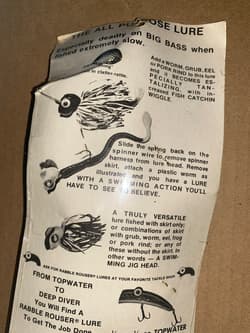 THE ALL PURPOSE LURE
Especially deadly on BIG BASS when
fished extremely slow.
Add a WORM, GRUB, EEL
or PORK RIND to this lure
and it BECOMES ES-
PECIALLY TAN-
TALIZING, with in-
creased FISH CATCHIN
WIGGLE.
Slide the spring back on the
spinner wire to remove spinner
harness from lure head. Remove
skirt, attach a plastic worm as
illustrated and you have a LURE
WITH A SWIMMING ACTION YOU'LL
HAVE TO SEE TO BELIEVE.
A TRULY VERSATILE
lure fished with skirt only;
or combinations of skirt
with grub, worm, eel, frog
or pork rind; or any of
these without the skirt. In
other words — A SWIM-
MING JIG HEAD.
ASK FOR RABBLE ROUSER® LURES AT YOUR FAVORITE TACKLE
FROM TOPWATER
to
DEEP DIVER
You Will Find A
RABBLE ROUSER® LURE
To Get The Job Done
TOPWATER